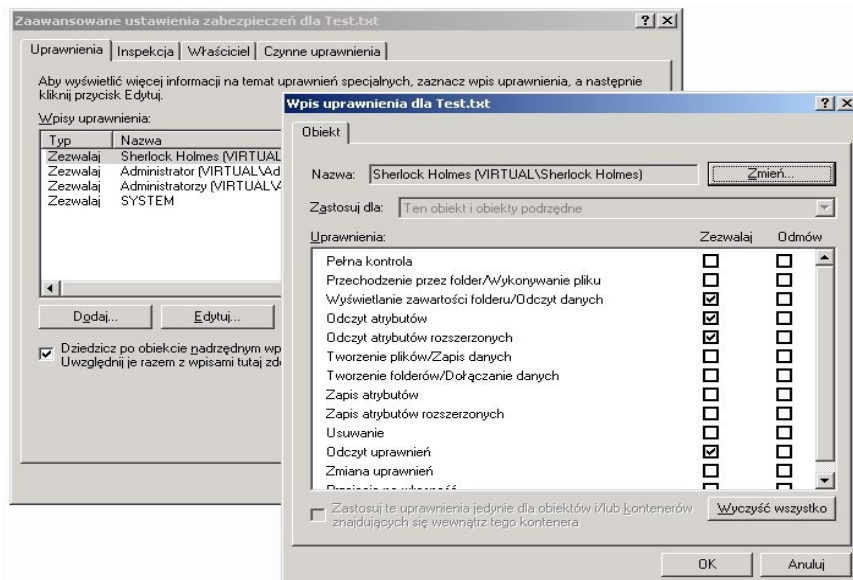 Zaawansowane ustawienia zabezpieczeń dla Test.txt
Uprawnienia Inspekcja Właściciel Czynne uprawnienia
Aby wyświetlić więcej informacji na temat uprawnień specjalnych, zaznacz wpis uprawnienia, a następnie
kliknij przycisk Edytuj.
Wpisy uprawnienia:
Typ Nazwa
Zezwalaj Sherlock Holmes (VIRTUAL
Zezwalaj Administrator (VIRTUAL\Ad
Zezwalaj Administratorzy (VIRTUAL\A
Zezwalaj SYSTEM
Dodaj... Edytuj...
Dziedzicz po obiekcie nadrzędnym wp
Uwzględnij je razem z wpisami tutaj zd
Wpis uprawnienia dla Test.txt
Obiekt
Nazwa: Sherlock Holmes (VIRTUAL\Sherlock Holmes) Zmień...
Zastosuj dla: Ten obiekt i obiekty podrzędne
Uprawnienia: Zezwalaj Odmów
Pełna kontrola
Przechodzenie przez folder/Wykonywanie pliku
Wyświetlanie zawartości folderu/Odczyt danych
Odczyt atrybutów
Odczyt atrybutów rozszerzonych
Tworzenie plików/Zapis danych
Tworzenie folderów/Dołączanie danych
Zapis atrybutów
Zapis atrybutów rozszerzonych
Usuwanie
Odczyt uprawnień
Zmiana uprawnień
Przejęcie na własność
Zastosuj te uprawnienia jedynie dla obiektów i/lub kontenerów
znajdujących się wewnątrz tego kontenera
Wyczyść wszystko
OK Anuluj